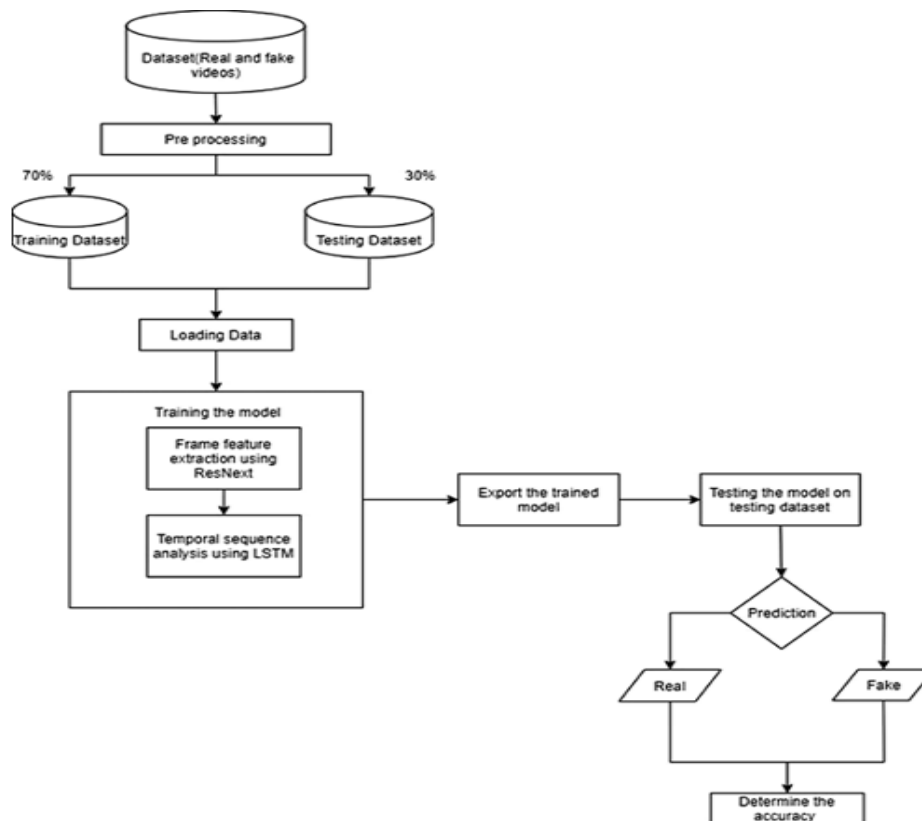 Dataset(Real and fake
videos)
Pre processing
70%
30%
Training Dataset
Testing Dataset
Loading Data
Training the model
Frame feature
extraction using
ResNext
Temporal sequence
analysis using LSTM
Export the trained
model
Testing the model on
testing dataset
Prediction
Real
Fake
Determine the
accuracy